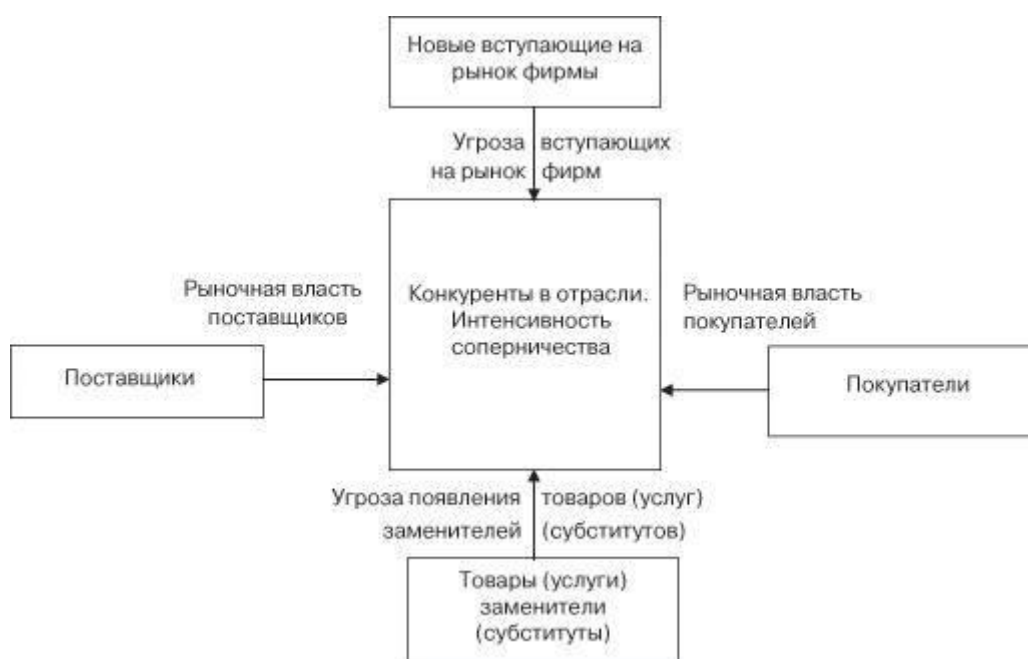 Новые вступающие на
рынок фирмы
Угроза вступающих
на рынок фирм
Рыночная власть
поставщиков
Конкуренты в отрасли.
Интенсивность
соперничества
Рыночная власть
покупателей
Поставщики
Покупатели
Угроза появления товаров (услуг)
заменителей (субститутов)
Товары (услуги)
заменители
(субституты)